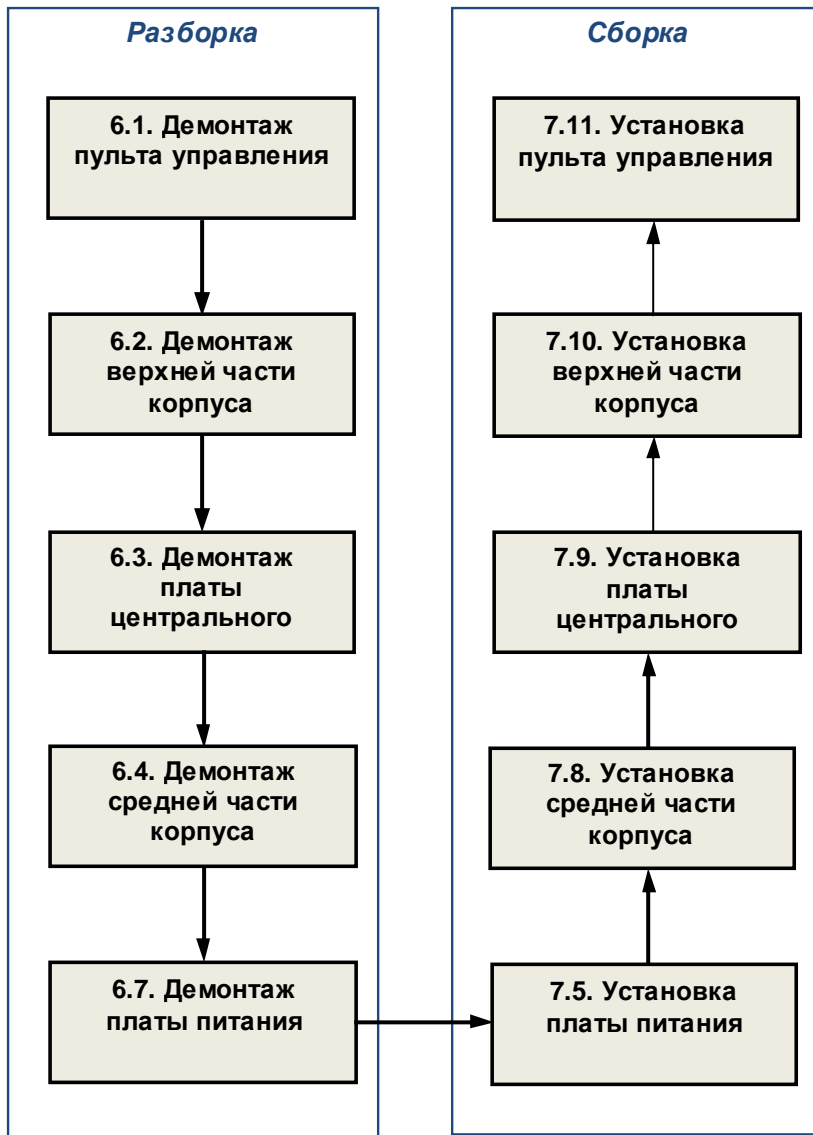 Разборка
6.1. Демонтаж
пульта управления
6.2. Демонтаж
верхней части
корпуса
6.3. Демонтаж
платы
центрального
6.4. Демонтаж
средней части
корпуса
6.7. Демонтаж
платы питания
Сборка
7.11. Установка
пульта управления
7.10. Установка
верхней части
корпуса
7.9. Установка
платы
центрального
7.8. Установка
средней части
корпуса
7.5. Установка
платы питания